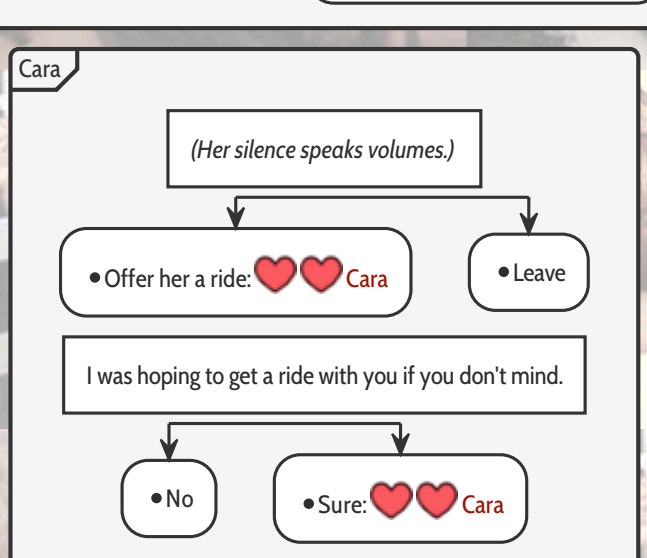 Cara
(Her silence speaks volumes.)
• Offer her a ride: Cara
• Leave
I was hoping to get a ride with you if you don't mind.
• No
• Sure: Cara